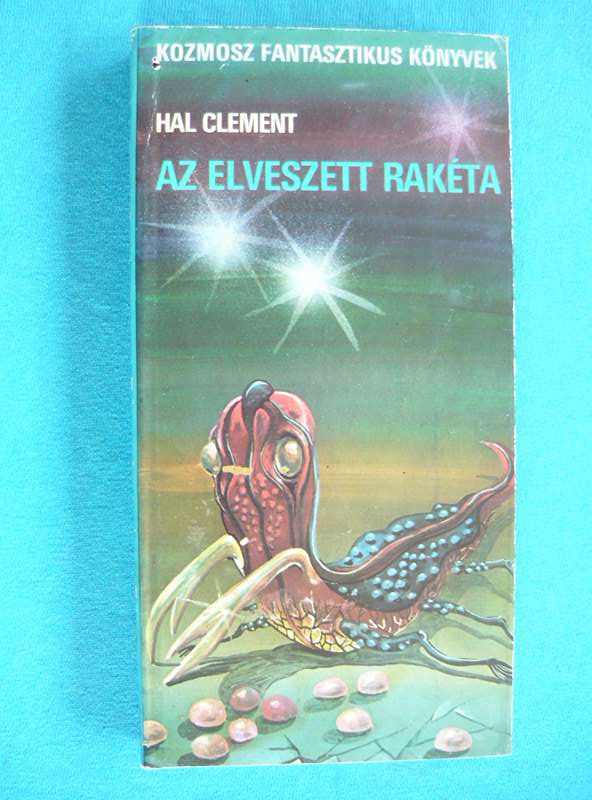 KOZMOSZ FANTASZTIKUS KÖNYVEK
HAL CLEMENT
AZ ELVESZETT RAKÉTA